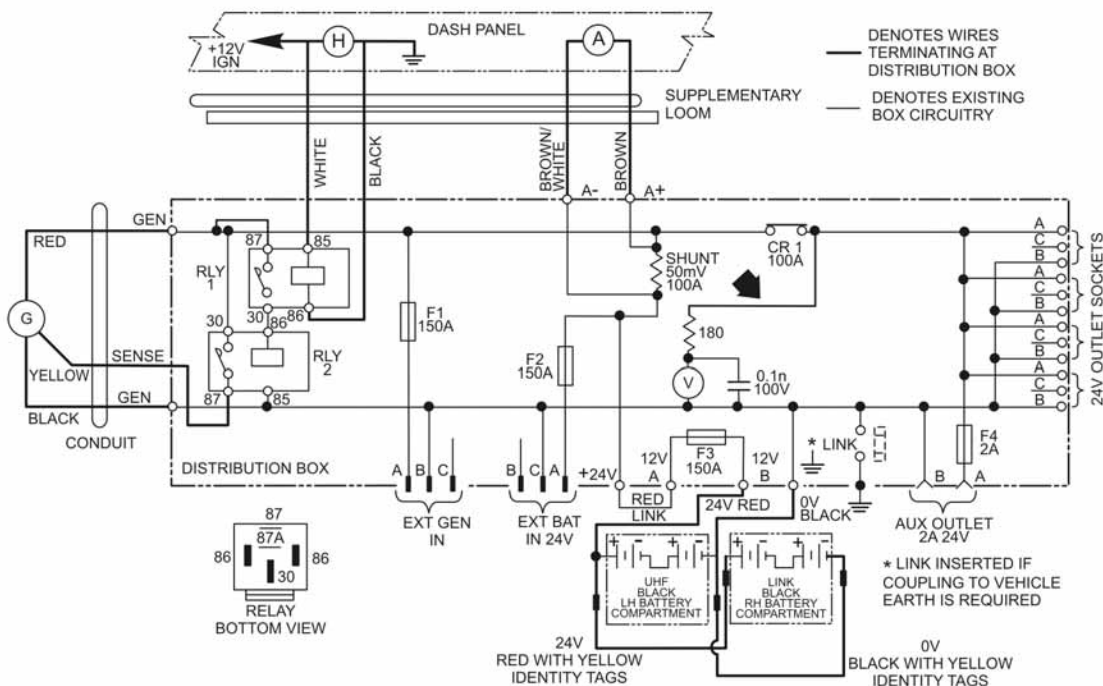 DASH PANEL
+12V
IGN
H
A
DENOTES WIRES
TERMINATING AT
DISTRIBUTION BOX
DENOTES EXISTING
BOX CIRCUITRY
SUPPLEMENTARY
LOOM
WHITE
BLACK
BROWN/
WHITE
BROWN
A-
A+
GEN
RED
87
85
RLY
1
30
86
86
30
RLY
2
87
85
G
SENSE
YELLOW
GEN
BLACK
CONDUIT
F1
150A
F2
150A
SHUNT
50mV
100A
CR 1
100A
180
V
0.1n
100V
A
C
B
A
C
B
A
C
B
A
C
B
24V OUTLET SOCKETS
DISTRIBUTION BOX
A
B
C
EXT GEN
IN
B
C
A
EXT BAT
IN 24V
+24V
12V
A
F3
150A
12V
B
RED
LINK
24V RED
0V
BLACK
* LINK
F4
2A
B
A
AUX OUTLET
2A 24V
* LINK INSERTED IF
COUPLING TO VEHICLE
EARTH IS REQUIRED
87
87A
86
86
30
RELAY
BOTTOM VIEW
+ - + -
UHF
BLACK
LH BATTERY
COMPARTMENT
+ - + -
LINK
BLACK
RH BATTERY
COMPARTMENT
24V
RED WITH YELLOW
IDENTITY TAGS
0V
BLACK WITH YELLOW
IDENTITY TAGS